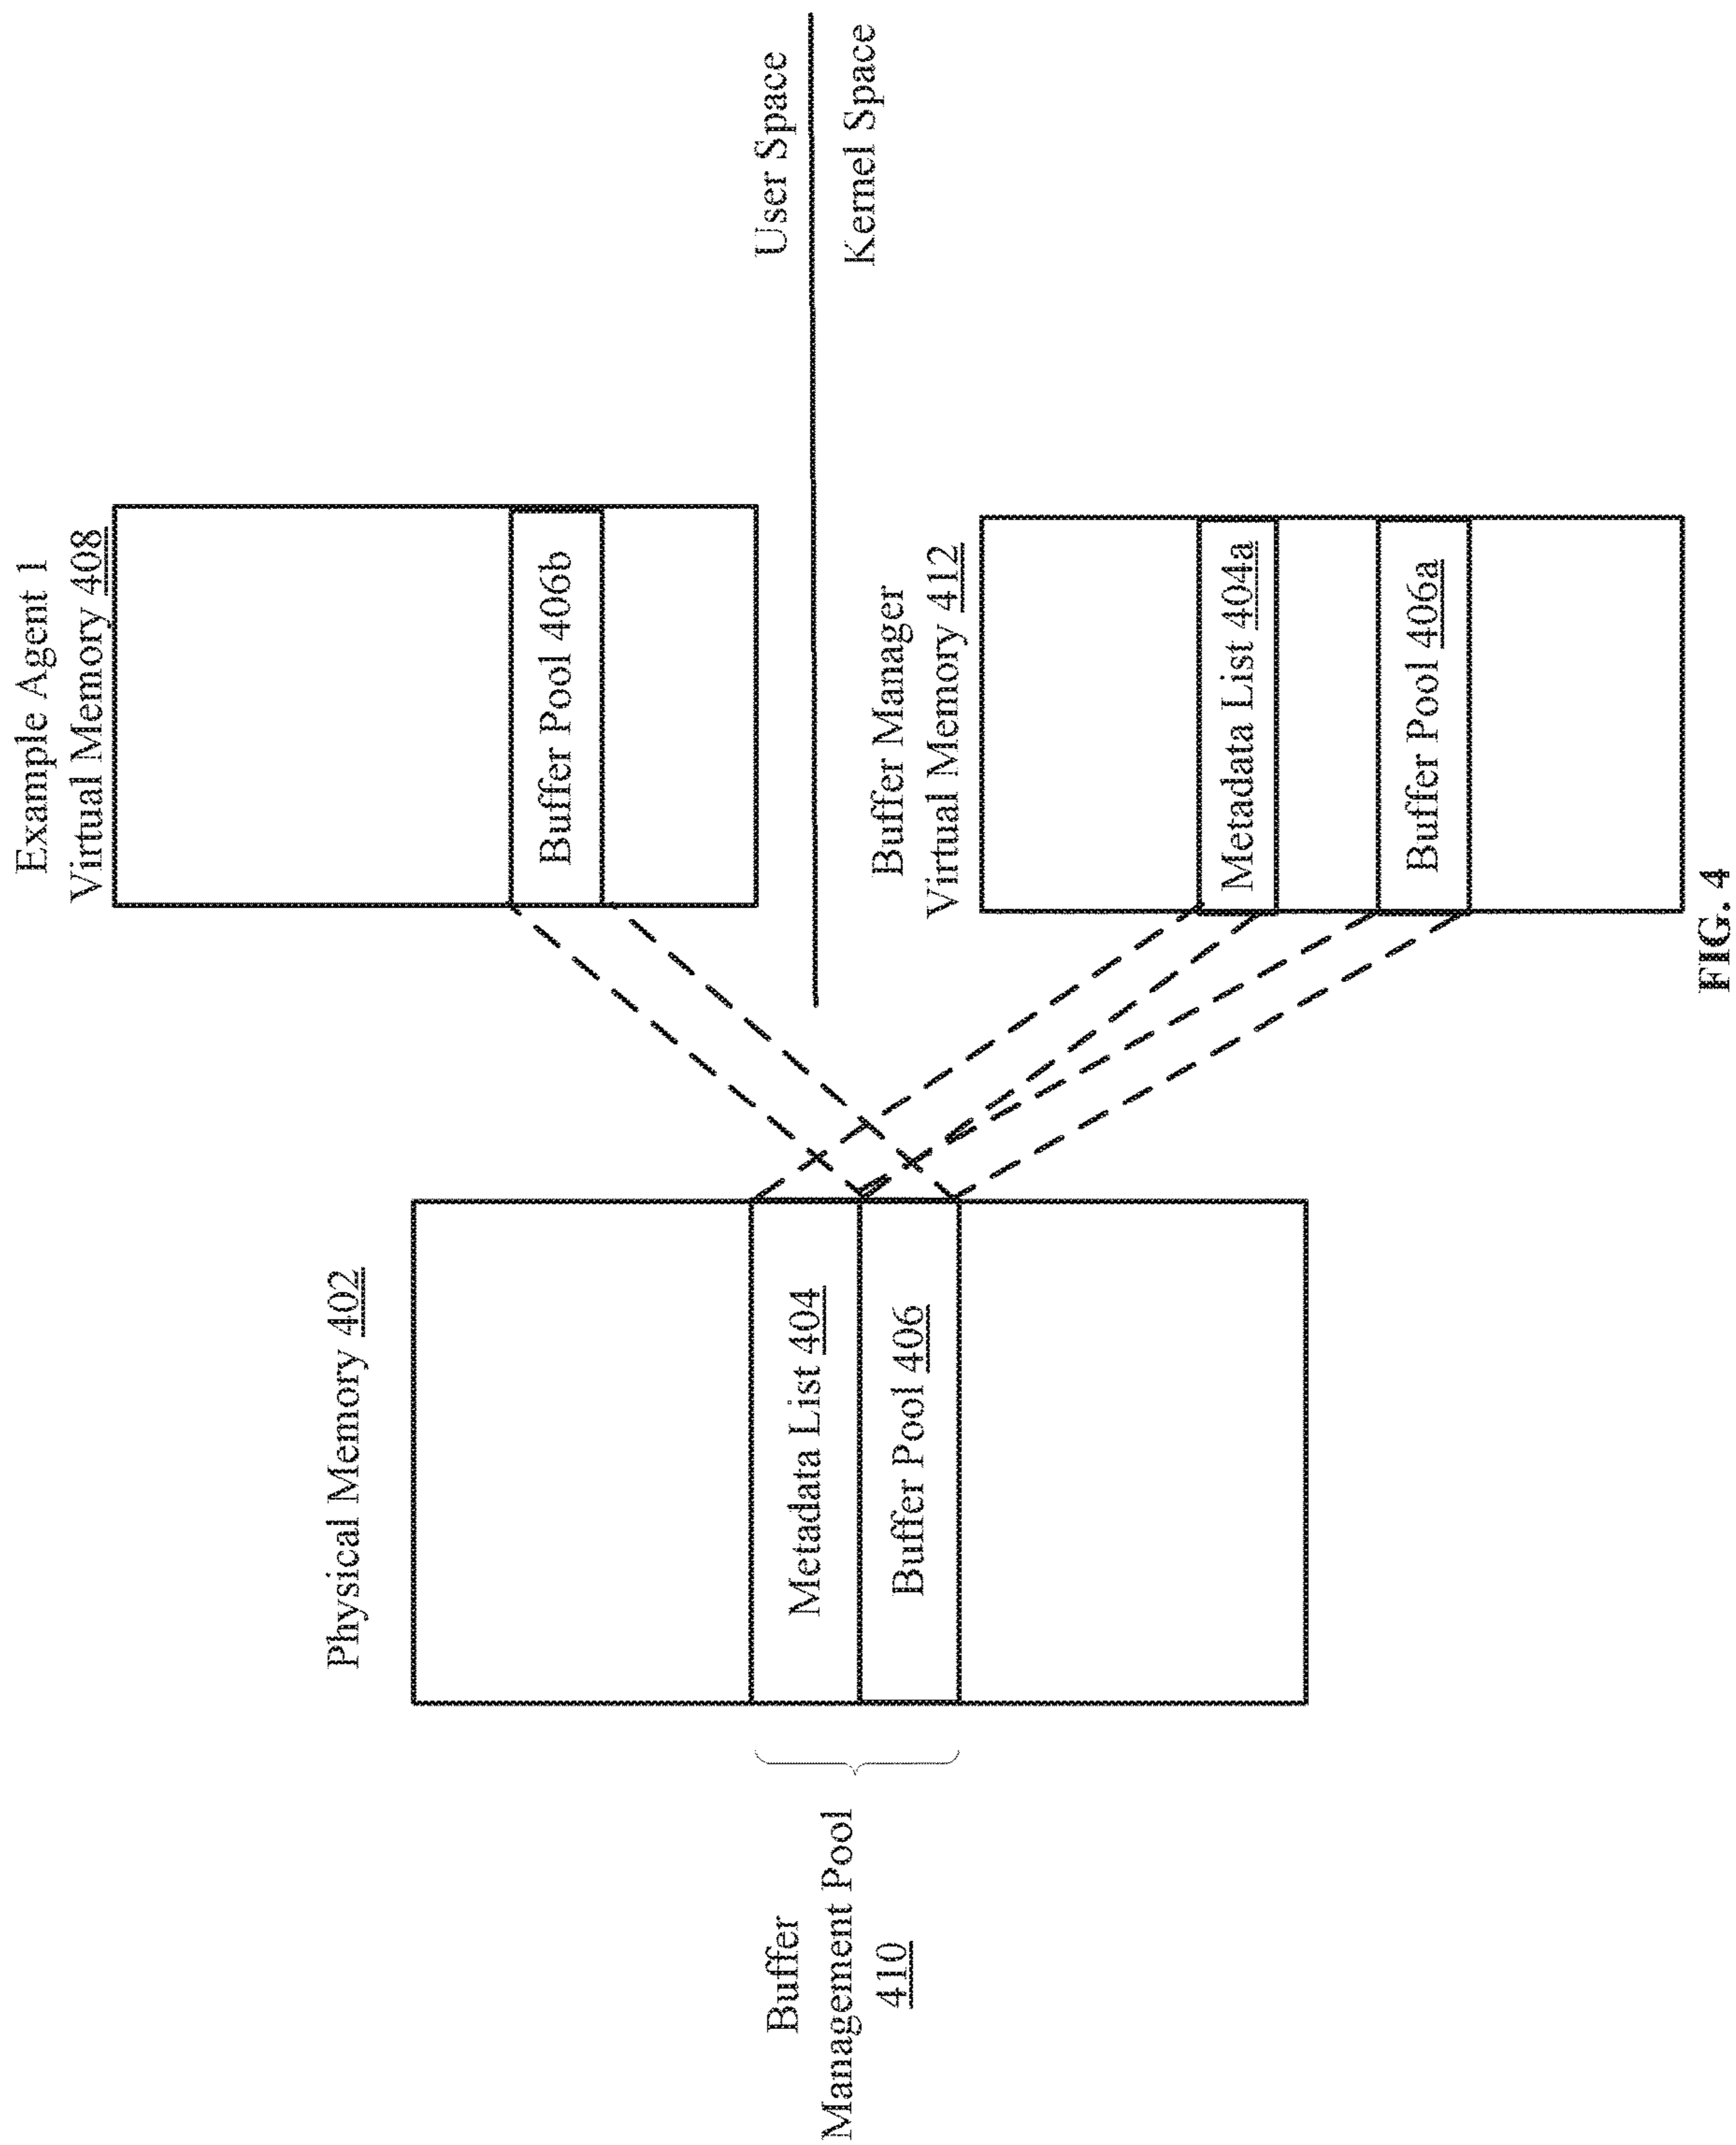 Example Agent 1
Virtual Memory 408
Buffer Pool 406b
User Space
Kernel Space
Physical Memory 402
Metadata List 404
Buffer Pool 406
Buffer
Management Pool
410
Buffer Manager
Virtual Memory 412
Metadata List 404a
Buffer Pool 406a
FIG. 4